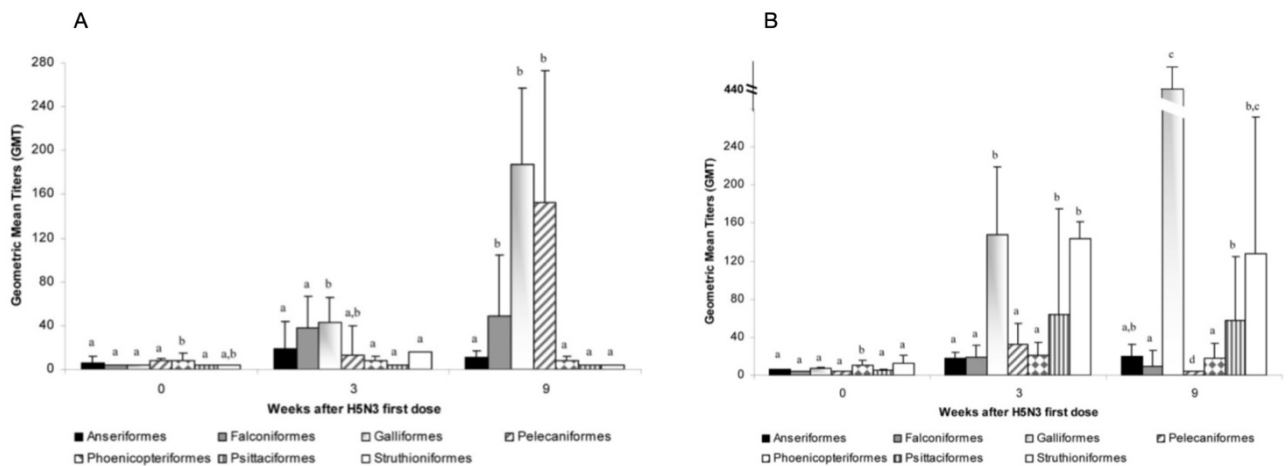 A
280
240
200
160
120
80
40
0
Geometric Mean Titers (GMT)
a a a a b a a,b
a a b a,b a a a
a b b b a a a
0 3 9
Weeks after H5N3 first dose
Anseriformes Falconiformes Galliformes Pelecaniformes
Phoenicopteriformes Psittaciformes Struthioniformes
B
440
240
200
160
120
80
40
0
Geometric Mean Titers (GMT)
a a a a b a a
a a b a a b b
a,b a c d a b b,c
0 3 9
Weeks after H5N3 first dose
Anseriformes Falconiformes Galliformes Pelecaniformes
Phoenicopteriformes Psittaciformes Struthioniformes